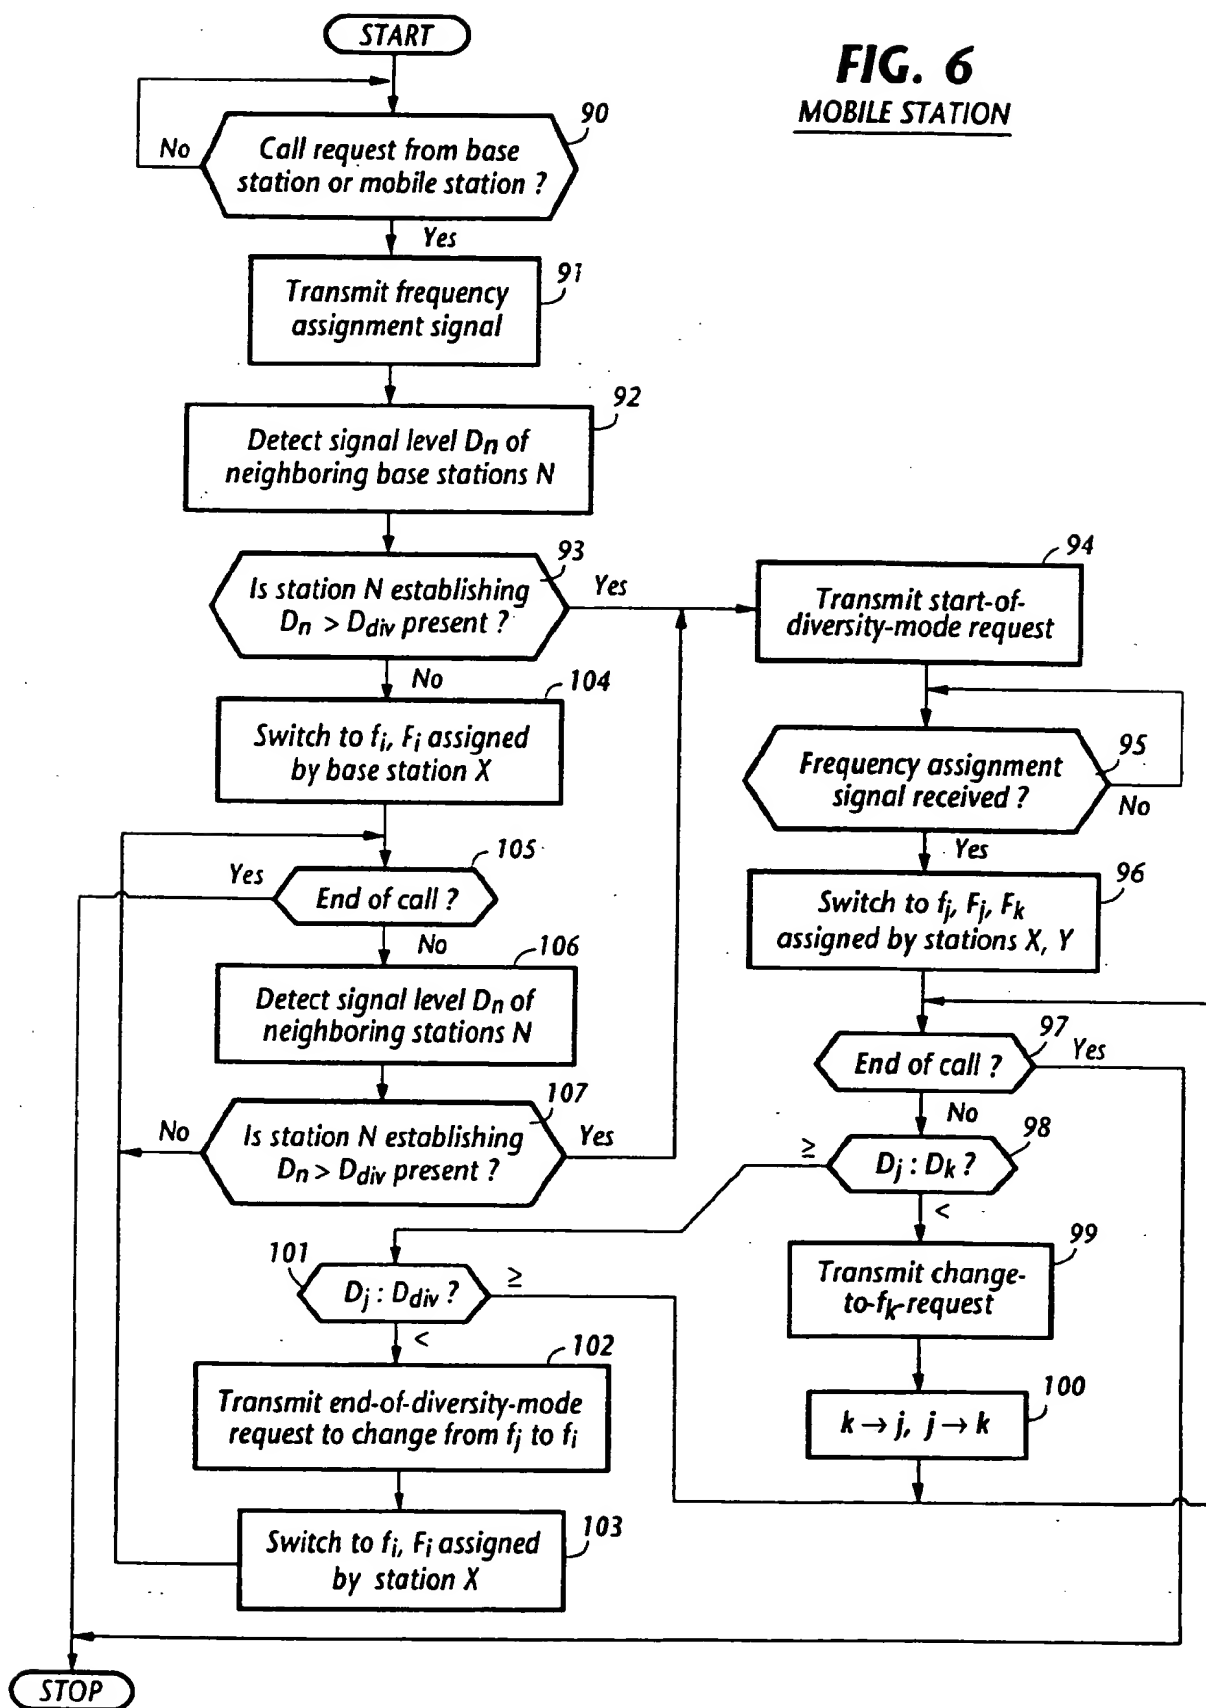 START
FIG. 6
MOBILE STATION
90
No
Call request from base
station or mobile station ?
Yes
91
Transmit frequency
assignment signal
92
Detect signal level Dn of
neighboring base stations N
93
Is station N establishing
Dn > Ddiv present ?
Yes
No
94
Transmit start-of-
diversity-mode request
104
Switch to fi, Fi assigned
by base station X
95
Frequency assignment
signal received ?
No
Yes
105
Yes
End of call ?
No
96
Switch to fj, Fj, Fk
assigned by stations X, Y
106
Detect signal level Dn of
neighboring stations N
97
End of call ?
Yes
No
107
No
Is station N establishing
Dn > Ddiv present ?
Yes
98
≥
Dj : Dk ?
<
101
Dj : Ddiv ?
≥
<
99
Transmit change-
to-fk-request
102
Transmit end-of-diversity-mode
request to change from fj to fi
100
k → j, j → k
103
Switch to fi, Fi assigned
by station X
STOP